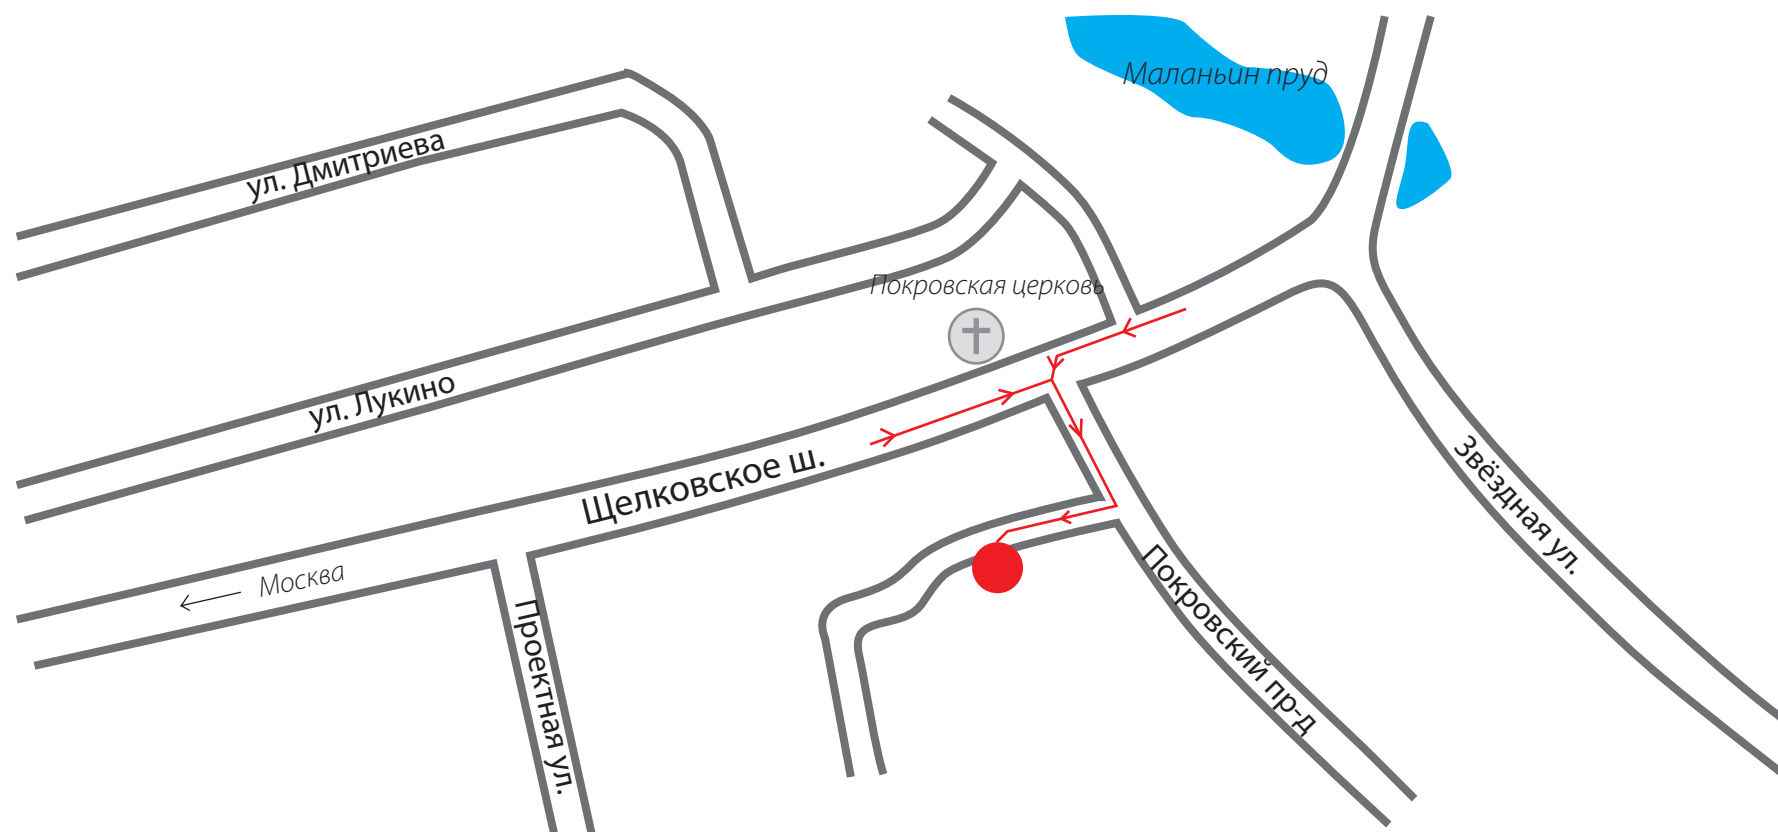 Маланьин пруд
ул. Дмитриева
Покровская церковь
ул. Лукино
Щелковское ш.
Звёздная ул.
Москва
Покровский пр-д
Проектная ул.